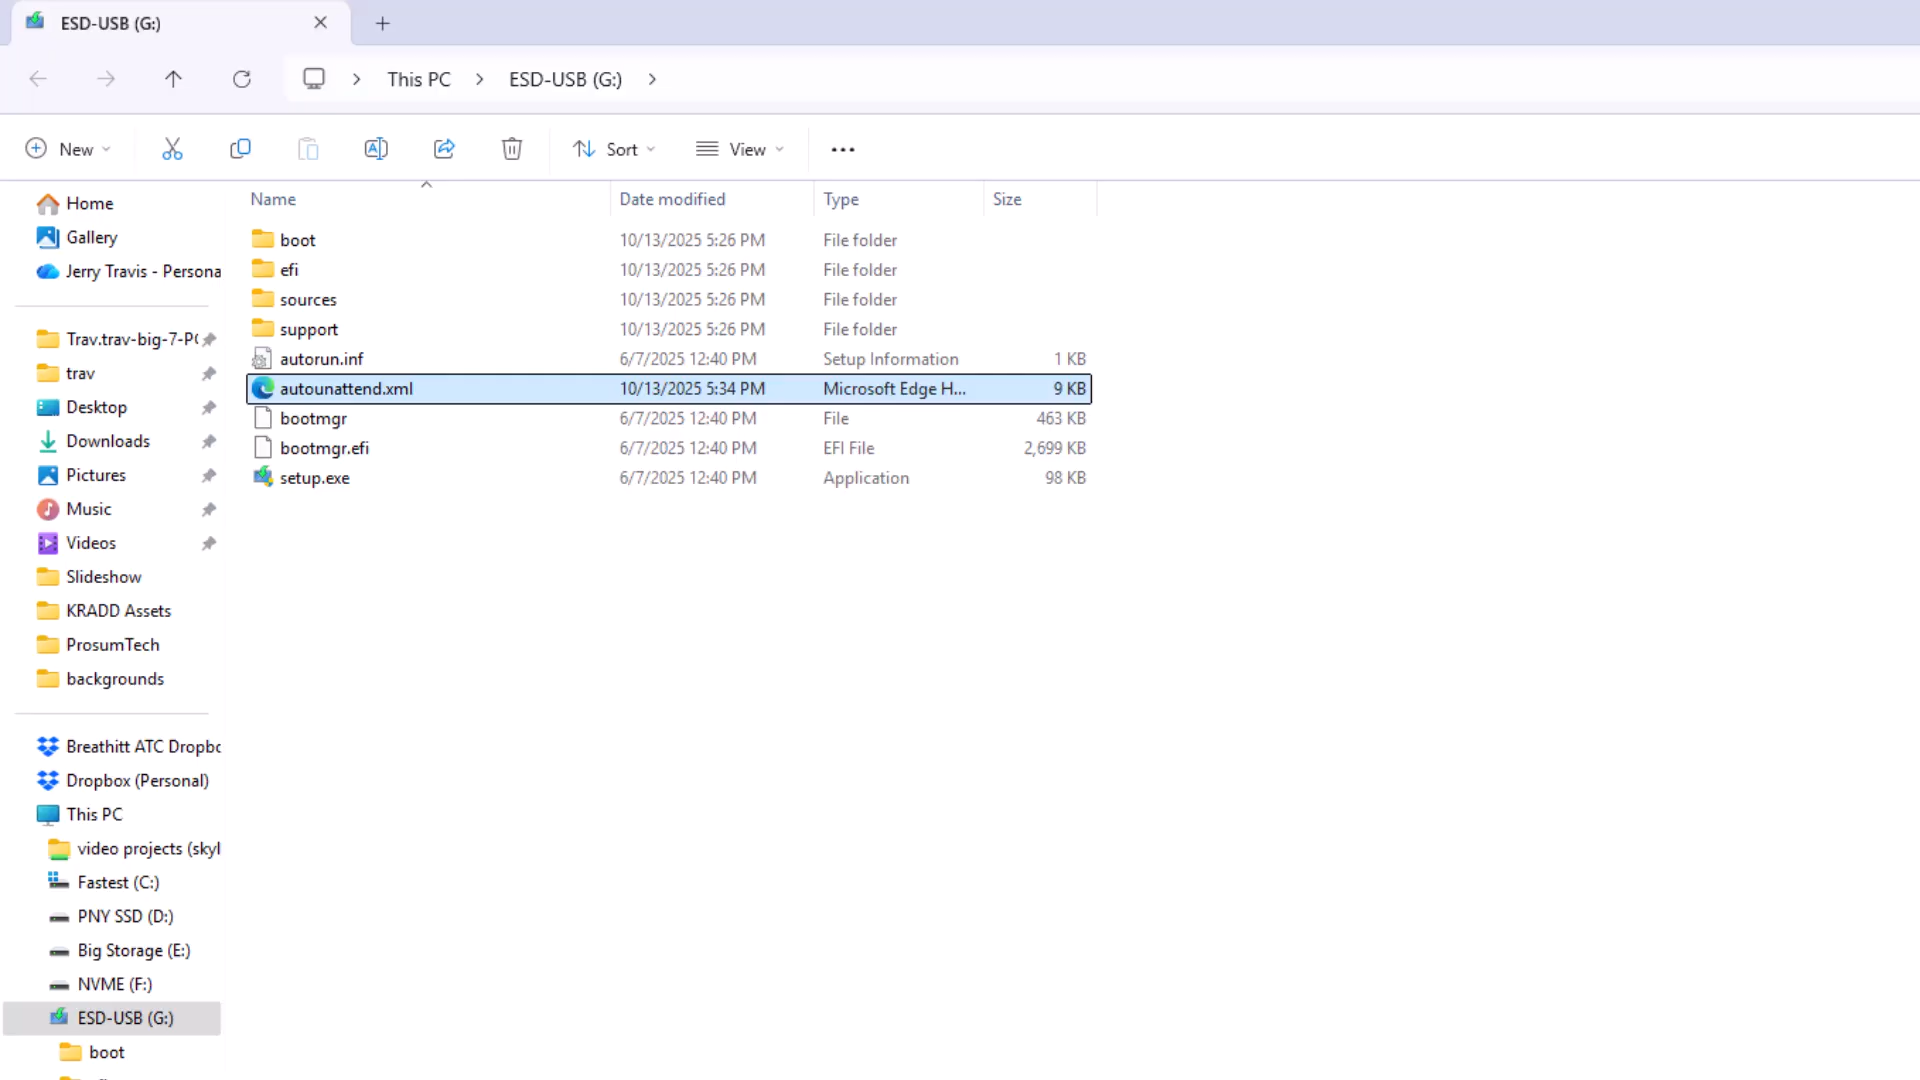 ESD-USB (G:)
This PC
ESD-USB (G:)
New
Sort
View
Name
Date modified
Type
Size
boot
10/13/2025 5:26 PM
File folder
efi
10/13/2025 5:26 PM
File folder
sources
10/13/2025 5:26 PM
File folder
support
10/13/2025 5:26 PM
File folder
autorun.inf
6/7/2025 12:40 PM
Setup Information
1 KB
autounattend.xml
10/13/2025 5:34 PM
Microsoft Edge H...
9 KB
bootmgr
6/7/2025 12:40 PM
File
463 KB
bootmgr.efi
6/7/2025 12:40 PM
EFI File
2,699 KB
setup.exe
6/7/2025 12:40 PM
Application
98 KB
Home
Gallery
Jerry Travis - Persona
Trav.trav-big-7-P
trav
Desktop
Downloads
Pictures
Music
Videos
Slideshow
KRADD Assets
ProsumTech
backgrounds
Breathitt ATC Dropbo
Dropbox (Personal)
This PC
video projects (skyl
Fastest (C:)
PNY SSD (D:)
Big Storage (E:)
NVME (F:)
ESD-USB (G:)
boot